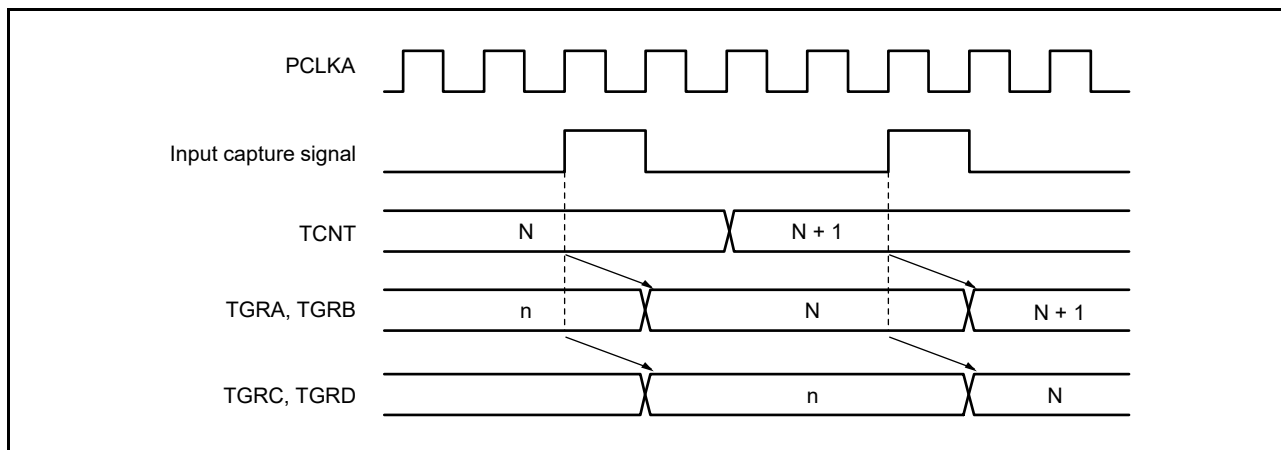 PCLKA
Input capture signal
TCNT N N + 1
TGRA, TGRB n N N + 1
TGRC, TGRD n N